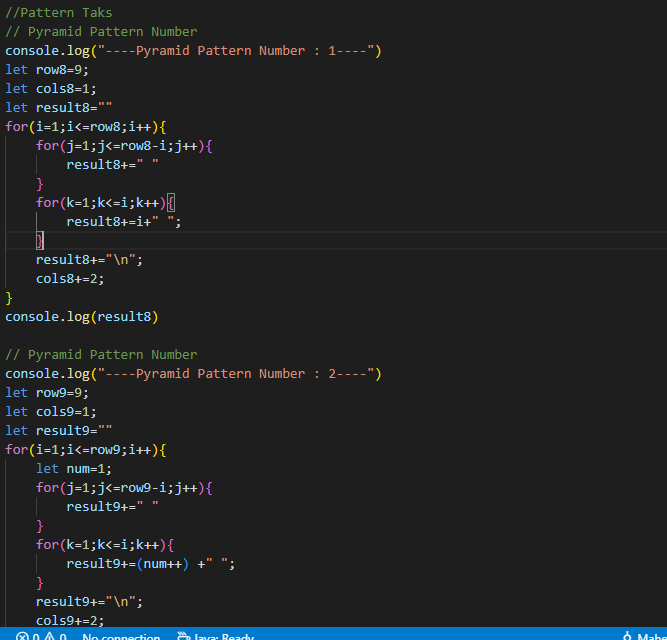 //Pattern Taks
// Pyramid Pattern Number
console.log("----Pyramid Pattern Number : 1----")
let row8=9;
let cols8=1;
let result8=""
for(i=1;i<=row8;i++){
    for(j=1;j<=row8-i;j++){
        result8+=" "
    }
    for(k=1;k<=i;k++){
        result8+=i+" ";
    }
    result8+="\n";
    cols8+=2;
}
console.log(result8)

// Pyramid Pattern Number
console.log("----Pyramid Pattern Number : 2----")
let row9=9;
let cols9=1;
let result9=""
for(i=1;i<=row9;i++){
    let num=1;
    for(j=1;j<=row9-i;j++){
        result9+=" "
    }
    for(k=1;k<=i;k++){
        result9+=(num++) +" ";
    }
    result9+="\n";
    cols9+=2;
0 0 No connection Java: Ready